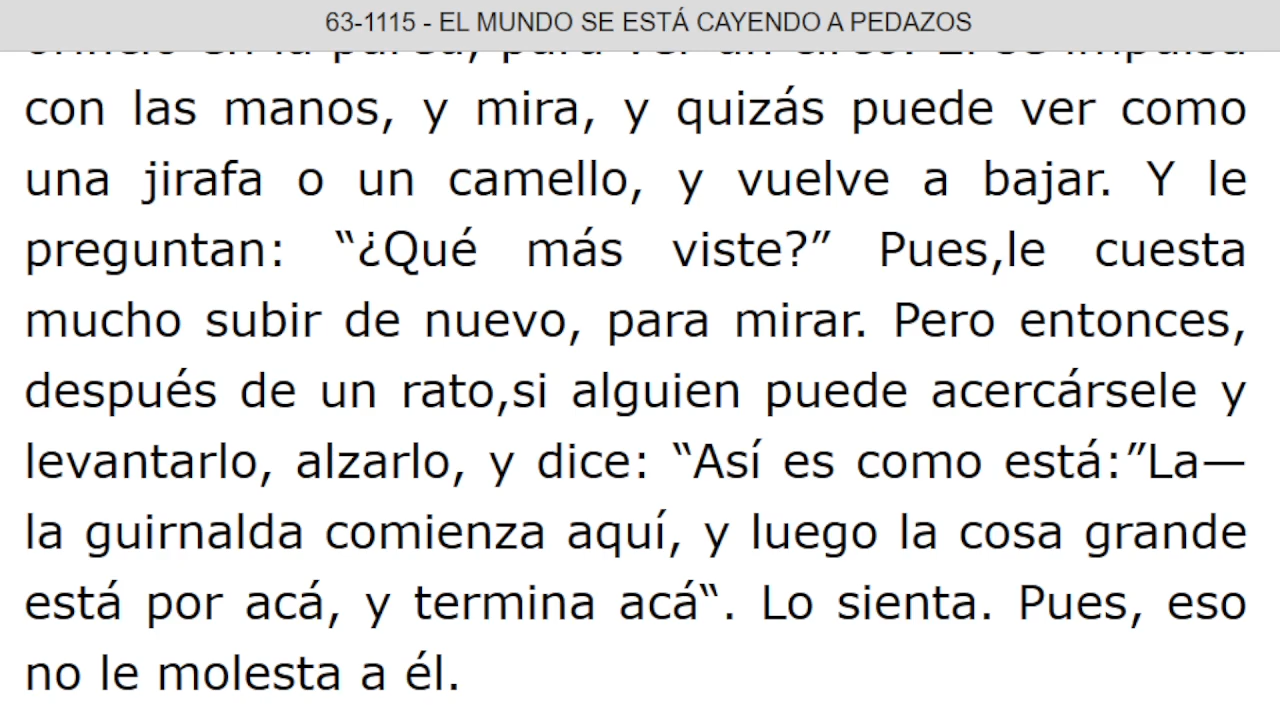 63-1115 - EL MUNDO SE ESTÁ CAYENDO A PEDAZOS
con las manos, y mira, y quizás puede ver como
una jirafa o un camello, y vuelve a bajar. Y le
preguntan: “¿Qué más viste?” Pues,le cuesta
mucho subir de nuevo, para mirar. Pero entonces,
después de un rato,si alguien puede acercársele y
levantarlo, alzarlo, y dice: “Así es como está:”La—
la guirnalda comienza aquí, y luego la cosa grande
está por acá, y termina acá“. Lo sienta. Pues, eso
no le molesta a él.